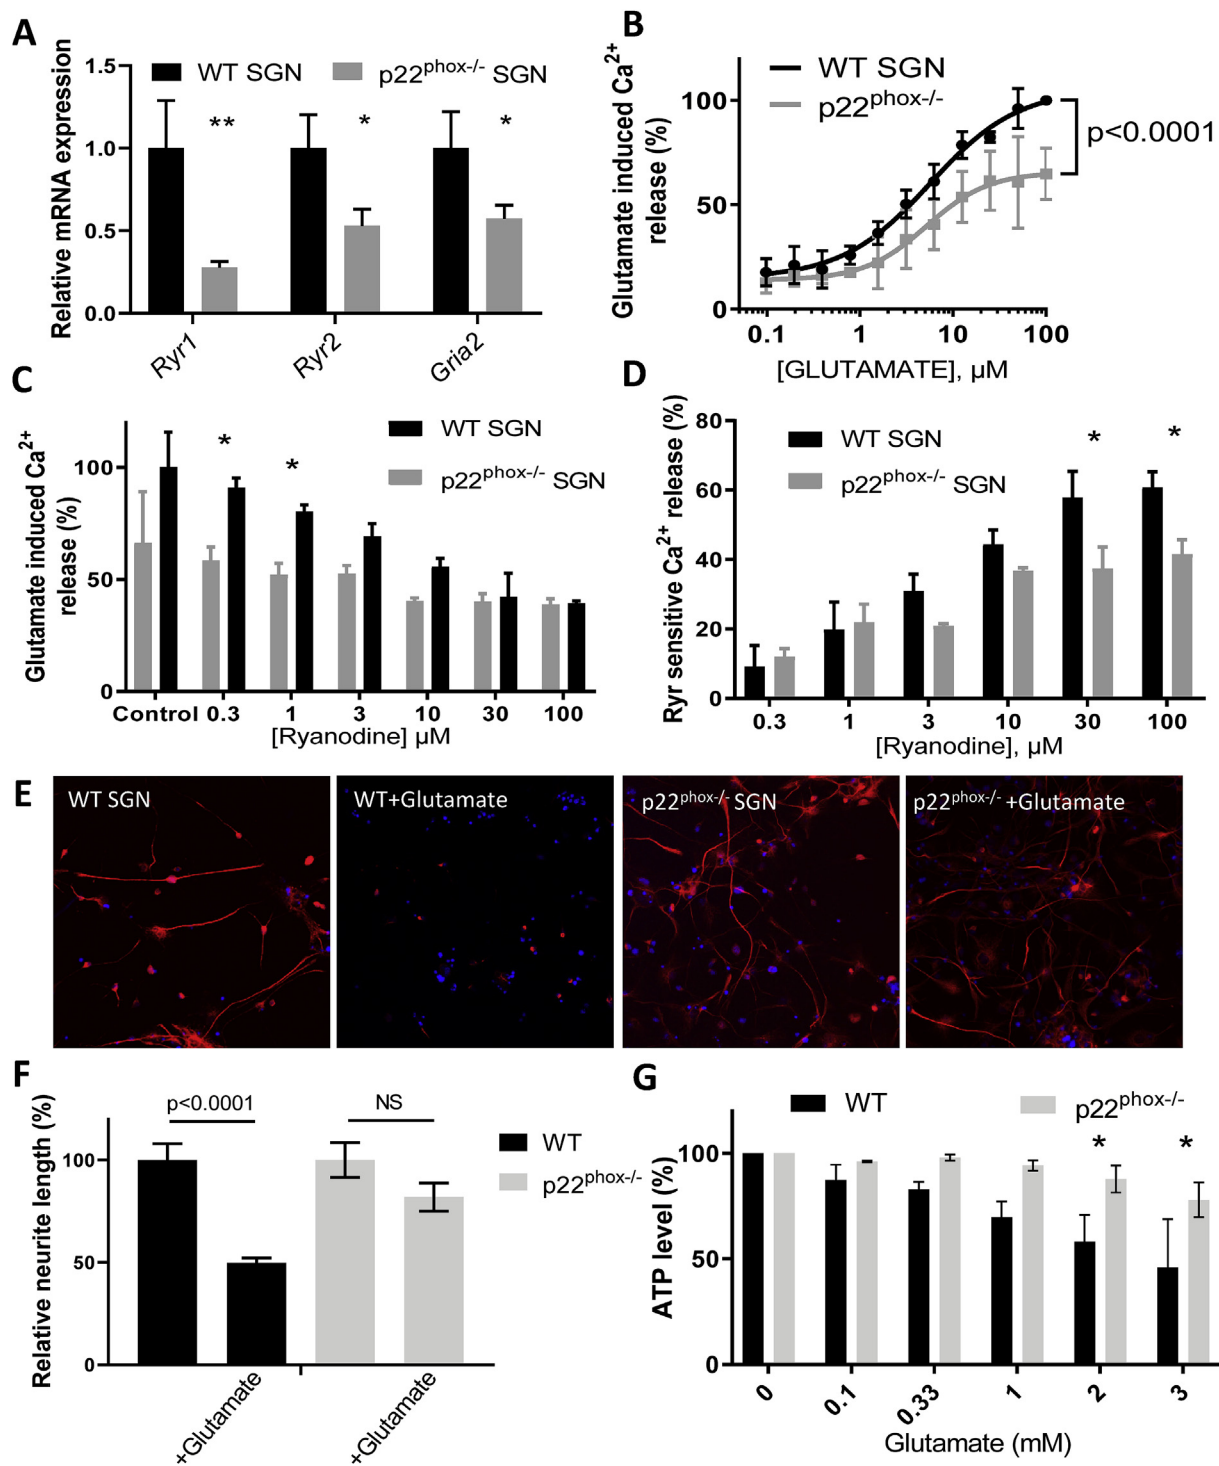 A
Relative mRNA expression
WT SGN
p22phox-/- SGN
1.5
1.0
0.5
0.0
**
*
*
Ryr1
Ryr2
Gria2
B
Glutamate induced Ca2+
release (%)
WT SGN
p22phox-/-
100
50
0
p<0.0001
0.1
1
10
100
[GLUTAMATE], µM
C
Glutamate induced Ca2+
release (%)
WT SGN
p22phox-/- SGN
100
50
0
*
*
Control
0.3
1
3
10
30
100
[Ryanodine] µM
D
Ryr sensitive Ca2+ release (%)
WT SGN
p22phox-/- SGN
80
60
40
20
0
*
*
0.3
1
3
10
30
100
[Ryanodine], µM
E
WT SGN
WT+Glutamate
p22phox-/- SGN
p22phox-/- +Glutamate
F
Relative neurite length (%)
p<0.0001
NS
WT
p22phox-/-
100
50
0
+Glutamate
+Glutamate
G
ATP level (%)
WT
p22phox-/-
100
50
0
*
*
0
0.1
0.33
1
2
3
Glutamate (mM)